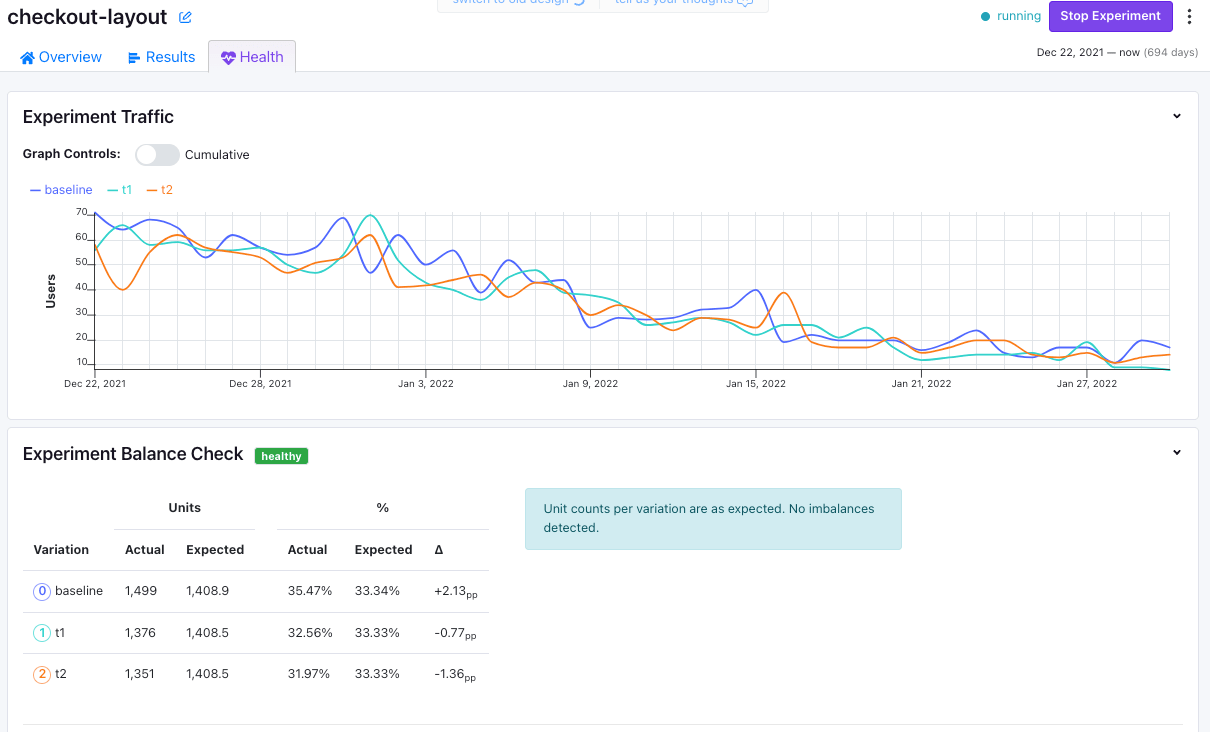 switch to old design tell us your thoughts
checkout-layout
running Stop Experiment
Overview Results Health
Dec 22, 2021 — now (694 days)
Experiment Traffic
Graph Controls: Cumulative
baseline t1 t2
70
60
50
40
30
20
10
Users
Dec 22, 2021 Dec 28, 2021 Jan 3, 2022 Jan 9, 2022 Jan 15, 2022 Jan 21, 2022 Jan 27, 2022
Experiment Balance Check healthy
Units %
Variation Actual Expected Actual Expected Δ
0 baseline 1,499 1,408.9 35.47% 33.34% +2.13pp
1 t1 1,376 1,408.5 32.56% 33.33% -0.77pp
2 t2 1,351 1,408.5 31.97% 33.33% -1.36pp
Unit counts per variation are as expected. No imbalances
detected.